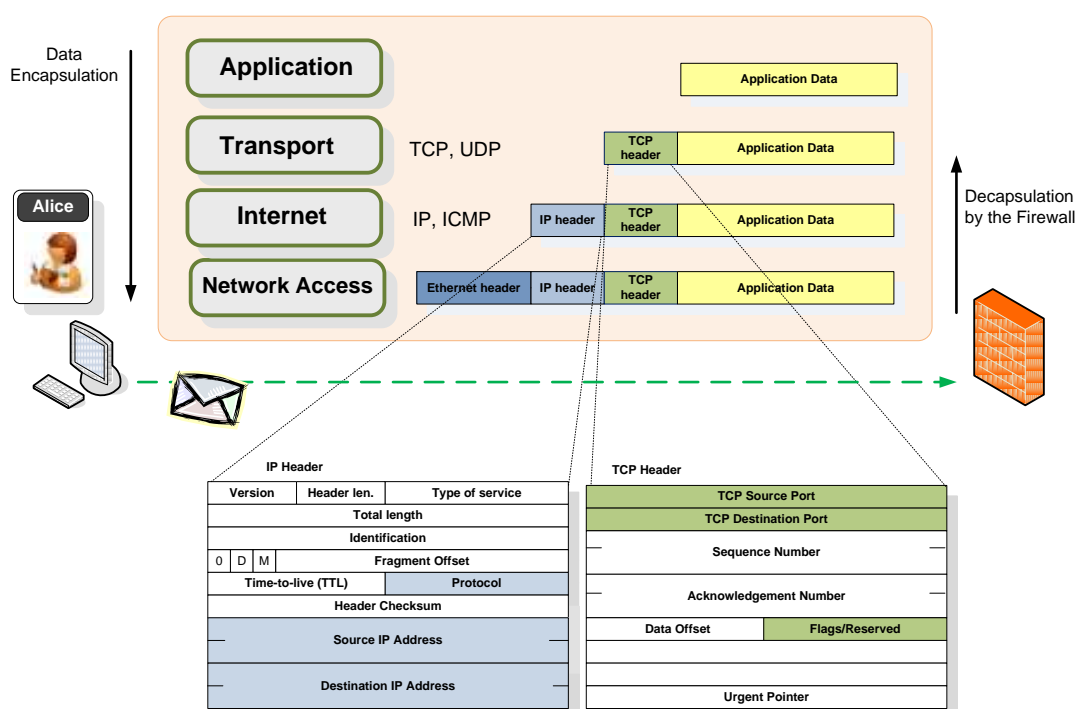 Data
Encapsulation
Application
Application Data
Transport
TCP, UDP
TCP
header
Application Data
Alice
Internet
IP, ICMP
IP header
TCP
header
Application Data
Decapsulation
by the Firewall
Network Access
Ethernet header
IP header
TCP
header
Application Data
IP Header
Version Header len. Type of service
Total length
Identification
0 D M Fragment Offset
Time-to-live (TTL) Protocol
Header Checksum
Source IP Address
Destination IP Address
TCP Header
TCP Source Port
TCP Destination Port
Sequence Number
Acknowledgement Number
Data Offset Flags/Reserved
Urgent Pointer